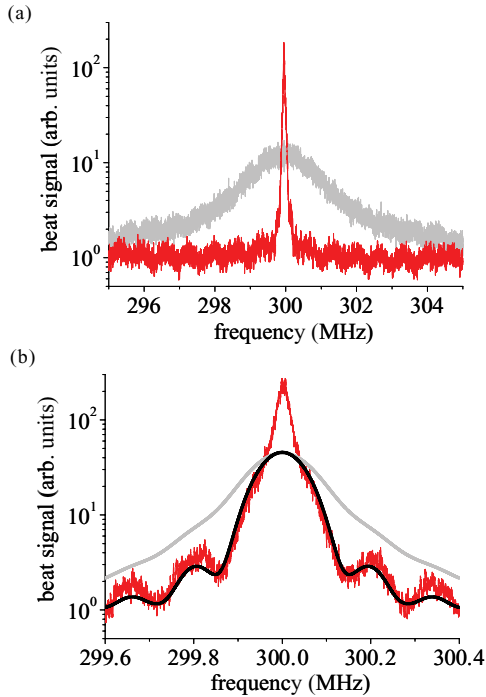 (a)
10²
10¹
10⁰
beat signal (arb. units)
296 298 300 302 304
frequency (MHz)
(b)
10²
10¹
10⁰
beat signal (arb. units)
299.6 299.8 300.0 300.2 300.4
frequency (MHz)